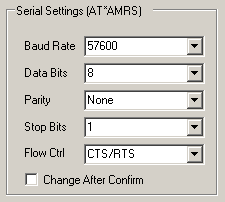 Serial Settings (AT*AMRS)
Baud Rate 57600
Data Bits 8
Parity None
Stop Bits 1
Flow Ctrl CTS/RTS
Change After Confirm